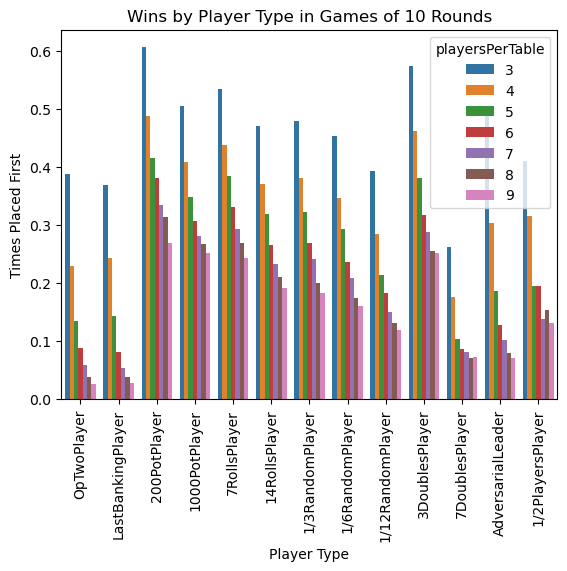 Wins by Player Type in Games of 10 Rounds
playersPerTable
3
4
5
6
7
8
9
Times Placed First
0.6
0.5
0.4
0.3
0.2
0.1
0.0
OpTwoPlayer
LastBankingPlayer
200PotPlayer
1000PotPlayer
7RollsPlayer
14RollsPlayer
1/3RandomPlayer
1/6RandomPlayer
1/12RandomPlayer
3DoublesPlayer
7DoublesPlayer
AdversarialLeader
1/2PlayersPlayer
Player Type